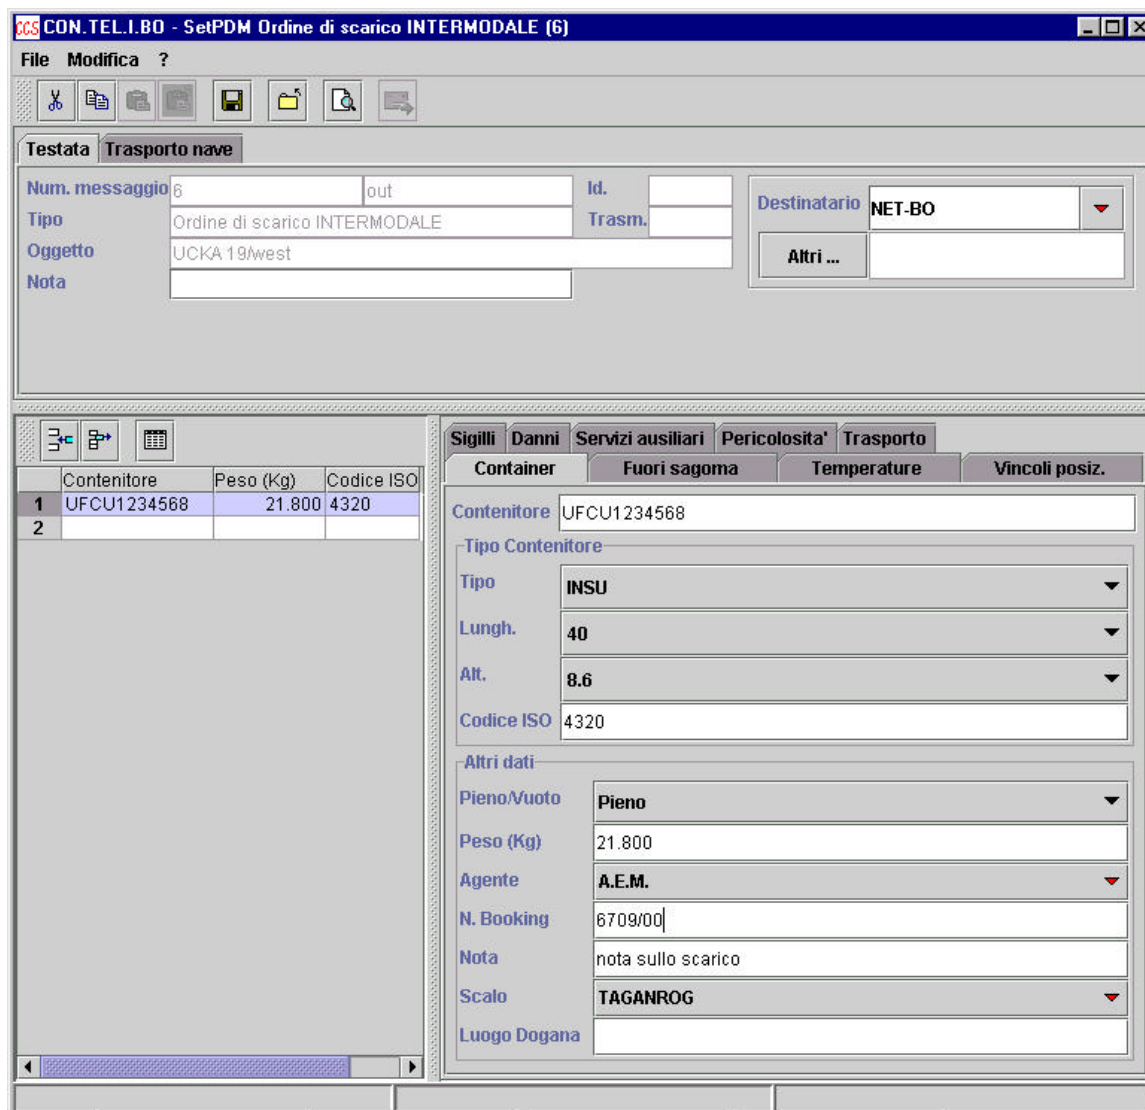 CCS CON.TEL.I.BO - SetPDM Ordine di scarico INTERMODALE (6)
File Modifica ?
Testata Trasporto nave
Num. messaggio 6 out Id.
Tipo Ordine di scarico INTERMODALE Trasm.
Oggetto UCKA 19/west
Nota
Destinatario NET-BO
Altri ...
Contenitore Peso (Kg) Codice ISO
1 UFCU1234568 21.800 4320
2
Sigilli Danni Servizi ausiliari Pericolosita' Trasporto
Container Fuori sagoma Temperature Vincoli posiz.
Contenitore UFCU1234568
Tipo Contenitore
Tipo INSU
Lungh. 40
Alt. 8.6
Codice ISO 4320
Altri dati
Pieno/Vuoto Pieno
Peso (Kg) 21.800
Agente A.E.M.
N. Booking 6709/00
Nota nota sullo scarico
Scalo TAGANROG
Luogo Dogana